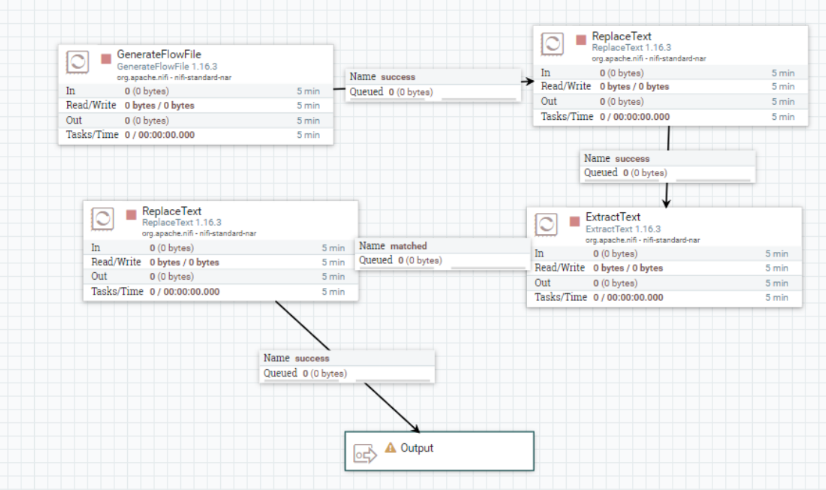 GenerateFlowFile
GenerateFlowFile 1.16.3
org.apache.nifi - nifi-standard-nar
In 0 (0 bytes) 5 min
Read/Write 0 bytes / 0 bytes 5 min
Out 0 (0 bytes) 5 min
Tasks/Time 0 / 00:00:00.000 5 min
Name success
Queued 0 (0 bytes)
ReplaceText
ReplaceText 1.16.3
org.apache.nifi - nifi-standard-nar
In 0 (0 bytes) 5 min
Read/Write 0 bytes / 0 bytes 5 min
Out 0 (0 bytes) 5 min
Tasks/Time 0 / 00:00:00.000 5 min
Name success
Queued 0 (0 bytes)
ReplaceText
ReplaceText 1.16.3
org.apache.nifi - nifi-standard-nar
In 0 (0 bytes) 5 min
Read/Write 0 bytes / 0 bytes 5 min
Out 0 (0 bytes) 5 min
Tasks/Time 0 / 00:00:00.000 5 min
Name matched
Queued 0 (0 bytes)
ExtractText
ExtractText 1.16.3
org.apache.nifi - nifi-standard-nar
In 0 (0 bytes) 5 min
Read/Write 0 bytes / 0 bytes 5 min
Out 0 (0 bytes) 5 min
Tasks/Time 0 / 00:00:00.000 5 min
Name success
Queued 0 (0 bytes)
Output